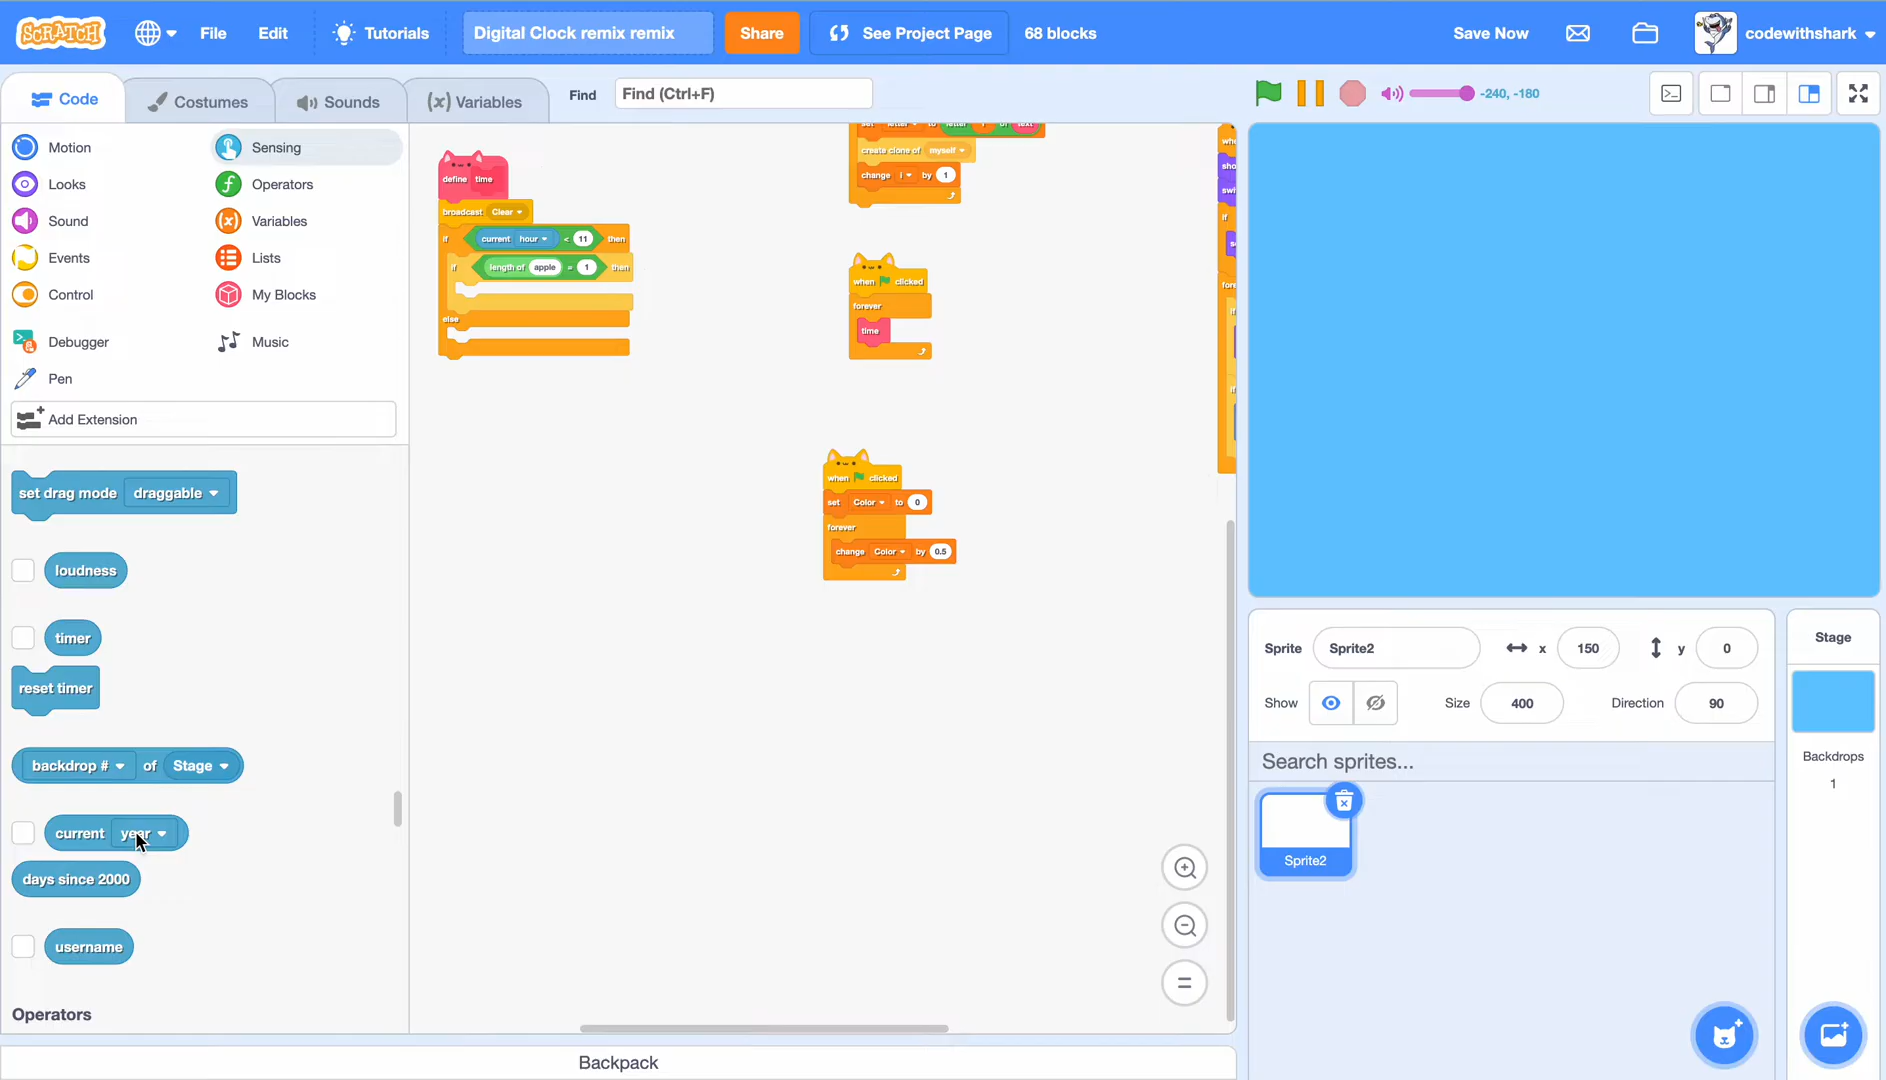 SCRATCH
File
Edit
Tutorials
Digital Clock remix remix
Share
See Project Page
68 blocks
Save Now
codewithshark
Code
Costumes
Sounds
(x) Variables
Find
Find (Ctrl+F)
-240, -180
Motion
Sensing
Looks
Operators
Sound
Variables
Events
Lists
Control
My Blocks
Debugger
Music
Pen
Add Extension
set drag mode draggable
loudness
timer
reset timer
backdrop # of Stage
current year
days since 2000
username
Operators
define time
broadcast Clear
if current hour < 11 then
if length of apple = 1 then
else
create clone of myself
change i by 1
when clicked
forever
time
when clicked
set Color to 0
forever
change Color by 0.5
Sprite
Sprite2
x
150
y
0
Show
Size
400
Direction
90
Search sprites...
Sprite2
Stage
Backdrops
1
Backpack